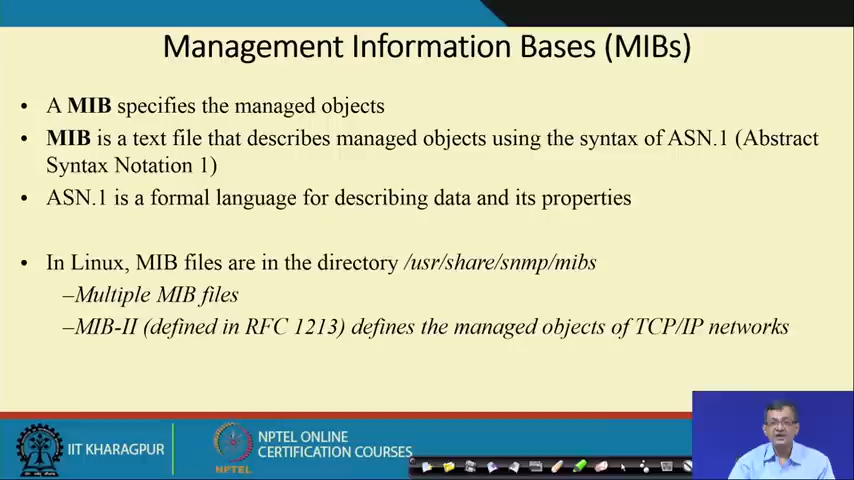 Management Information Bases (MIBs)
• A MIB specifies the managed objects
• MIB is a text file that describes managed objects using the syntax of ASN.1 (Abstract
Syntax Notation 1)
• ASN.1 is a formal language for describing data and its properties
• In Linux, MIB files are in the directory /usr/share/snmp/mibs
–Multiple MIB files
–MIB-II (defined in RFC 1213) defines the managed objects of TCP/IP networks
IIT KHARAGPUR
NPTEL
NPTEL ONLINE
CERTIFICATION COURSES